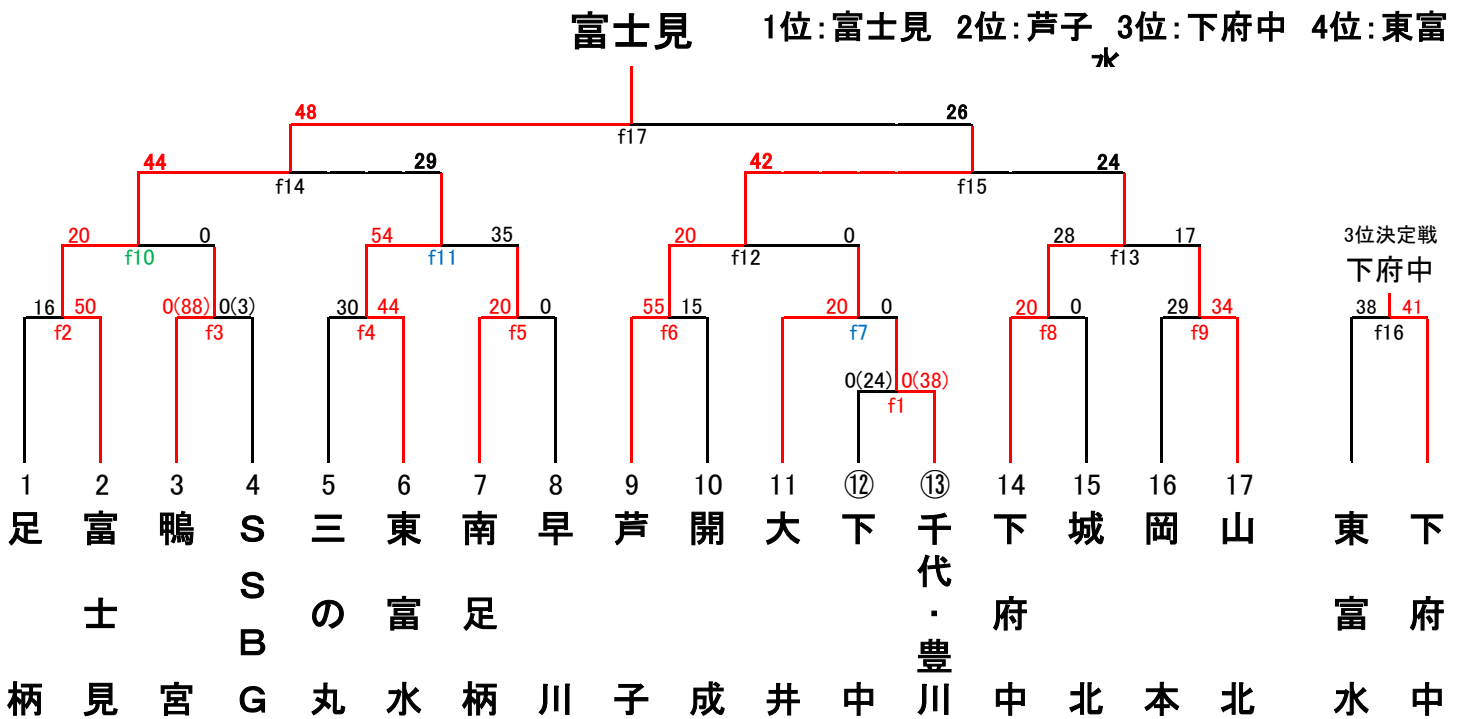 富士見
1位：富士見 2位：芦子 3位：下府中 4位：東富
水
48 26
f17
44 29 42 24
f14 f15
20 0 54 35 20 0 28 17
f10 f11 f12 f13
3位決定戦
下府中
16 50 0(88) 0(3) 30 44 20 0 55 15 20 0 20 0 29 34 38 41
f2 f3 f4 f5 f6 f7 f8 f9 f16
0(24) 0(38)
f1
1 2 3 4 5 6 7 8 9 10 11 ⑫ ⑬ 14 15 16 17
足柄
富士見
鴨宮
ＳＳＢＧ
三の丸
東富水
南足柄
早川
芦子
開成
大井
下中
千代・豊川
下府中
城北
岡本
山北
東富水
下府中